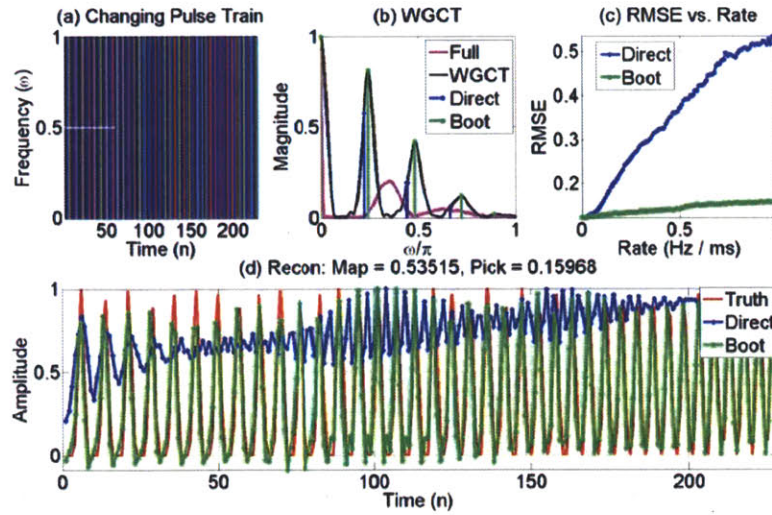 (a) Changing Pulse Train
Frequency (ω)
1
0.5
0
50 100 150 200
Time (n)
(b) WGCT
Magnitude
1
0.5
0
0 0.5 1
ω/π
Full
WGCT
Direct
Boot
(c) RMSE vs. Rate
RMSE
0.5
0.4
0.3
0.2
0.5
Rate (Hz / ms)
Direct
Boot
(d) Recon: Map = 0.53515, Pick = 0.15968
Amplitude
1
0.5
0
0 50 100 150 200
Time (n)
Truth
Direct
Boot